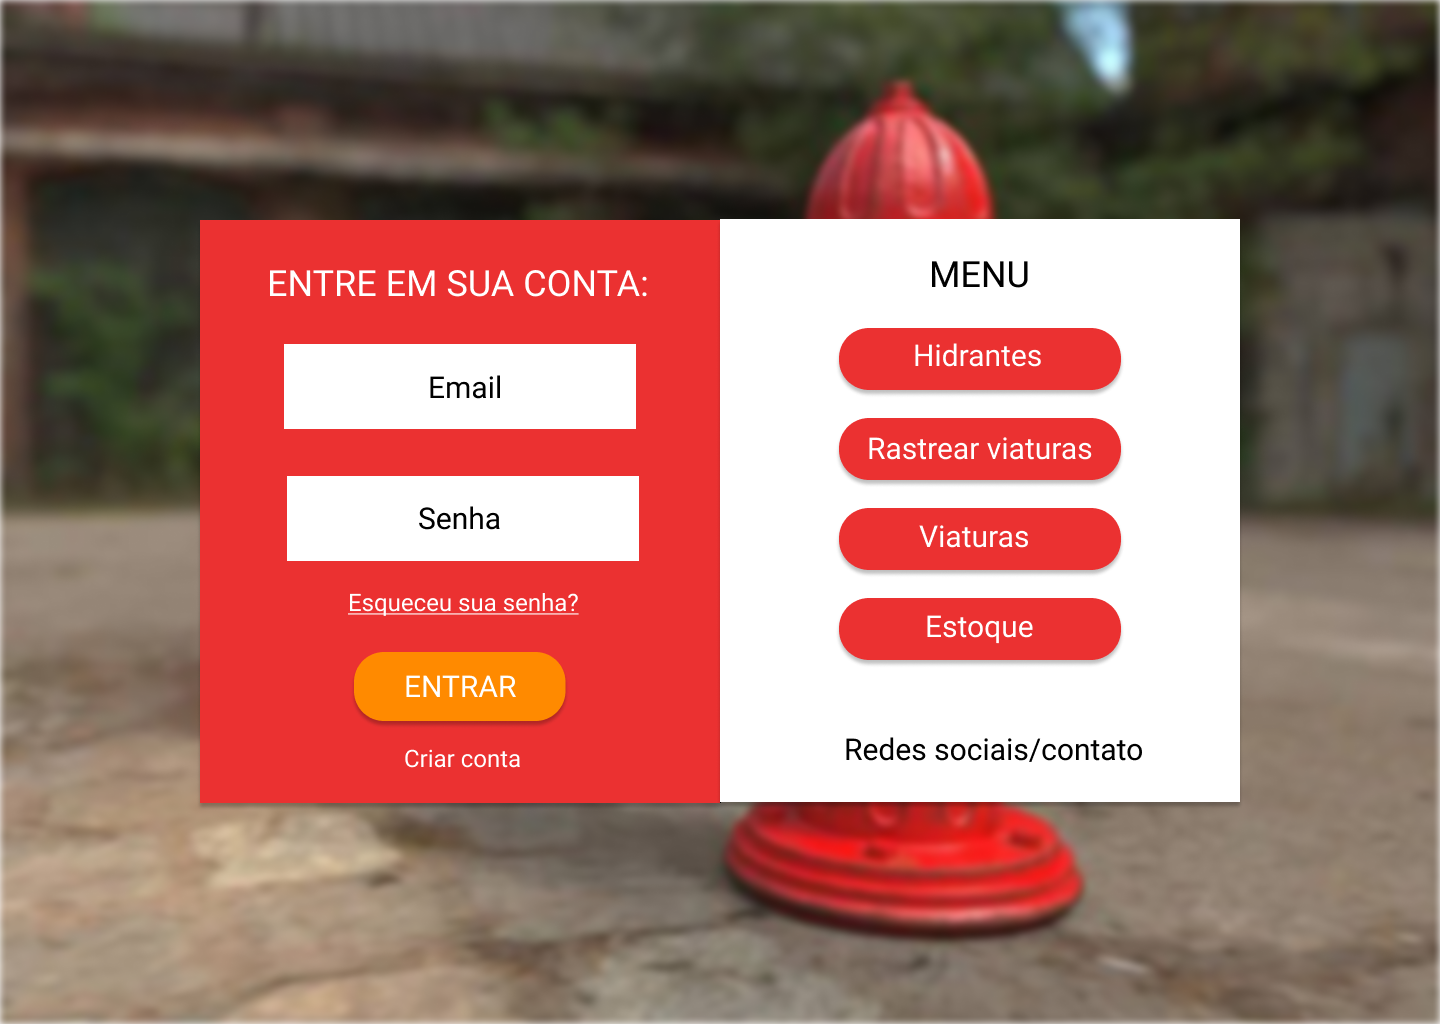 ENTRE EM SUA CONTA:
Email
Senha
Esqueceu sua senha?
ENTRAR
Criar conta
MENU
Hidrantes
Rastrear viaturas
Viaturas
Estoque
Redes sociais/contato